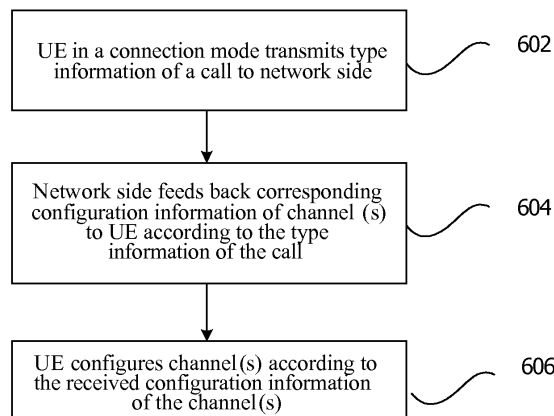 UE in a connection mode transmits type
information of a call to network side
602
Network side feeds back corresponding
configuration information of channel (s)
to UE according to the type
information of the call
604
UE configures channel(s) according to
the received configuration information
of the channel(s)
606